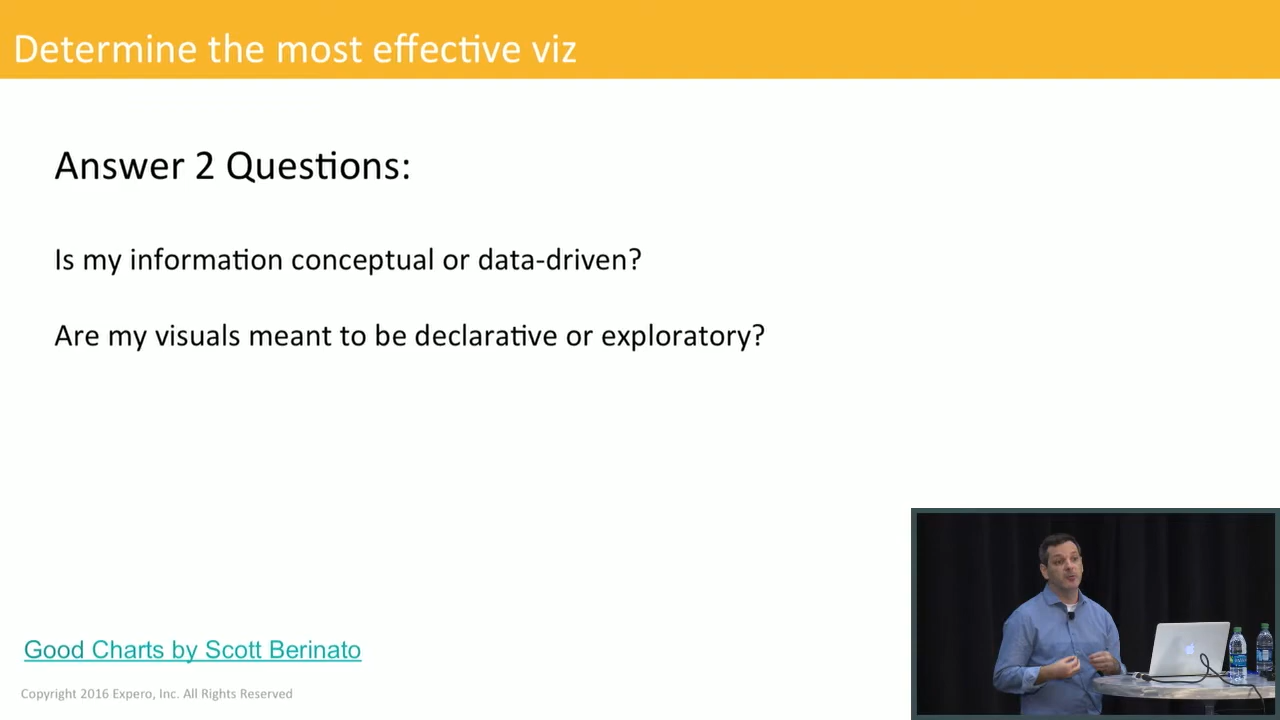 Determine the most effective viz
Answer 2 Questions:
Is my information conceptual or data-driven?
Are my visuals meant to be declarative or exploratory?
Good Charts by Scott Berinato
Copyright 2016 Expero, Inc. All Rights Reserved